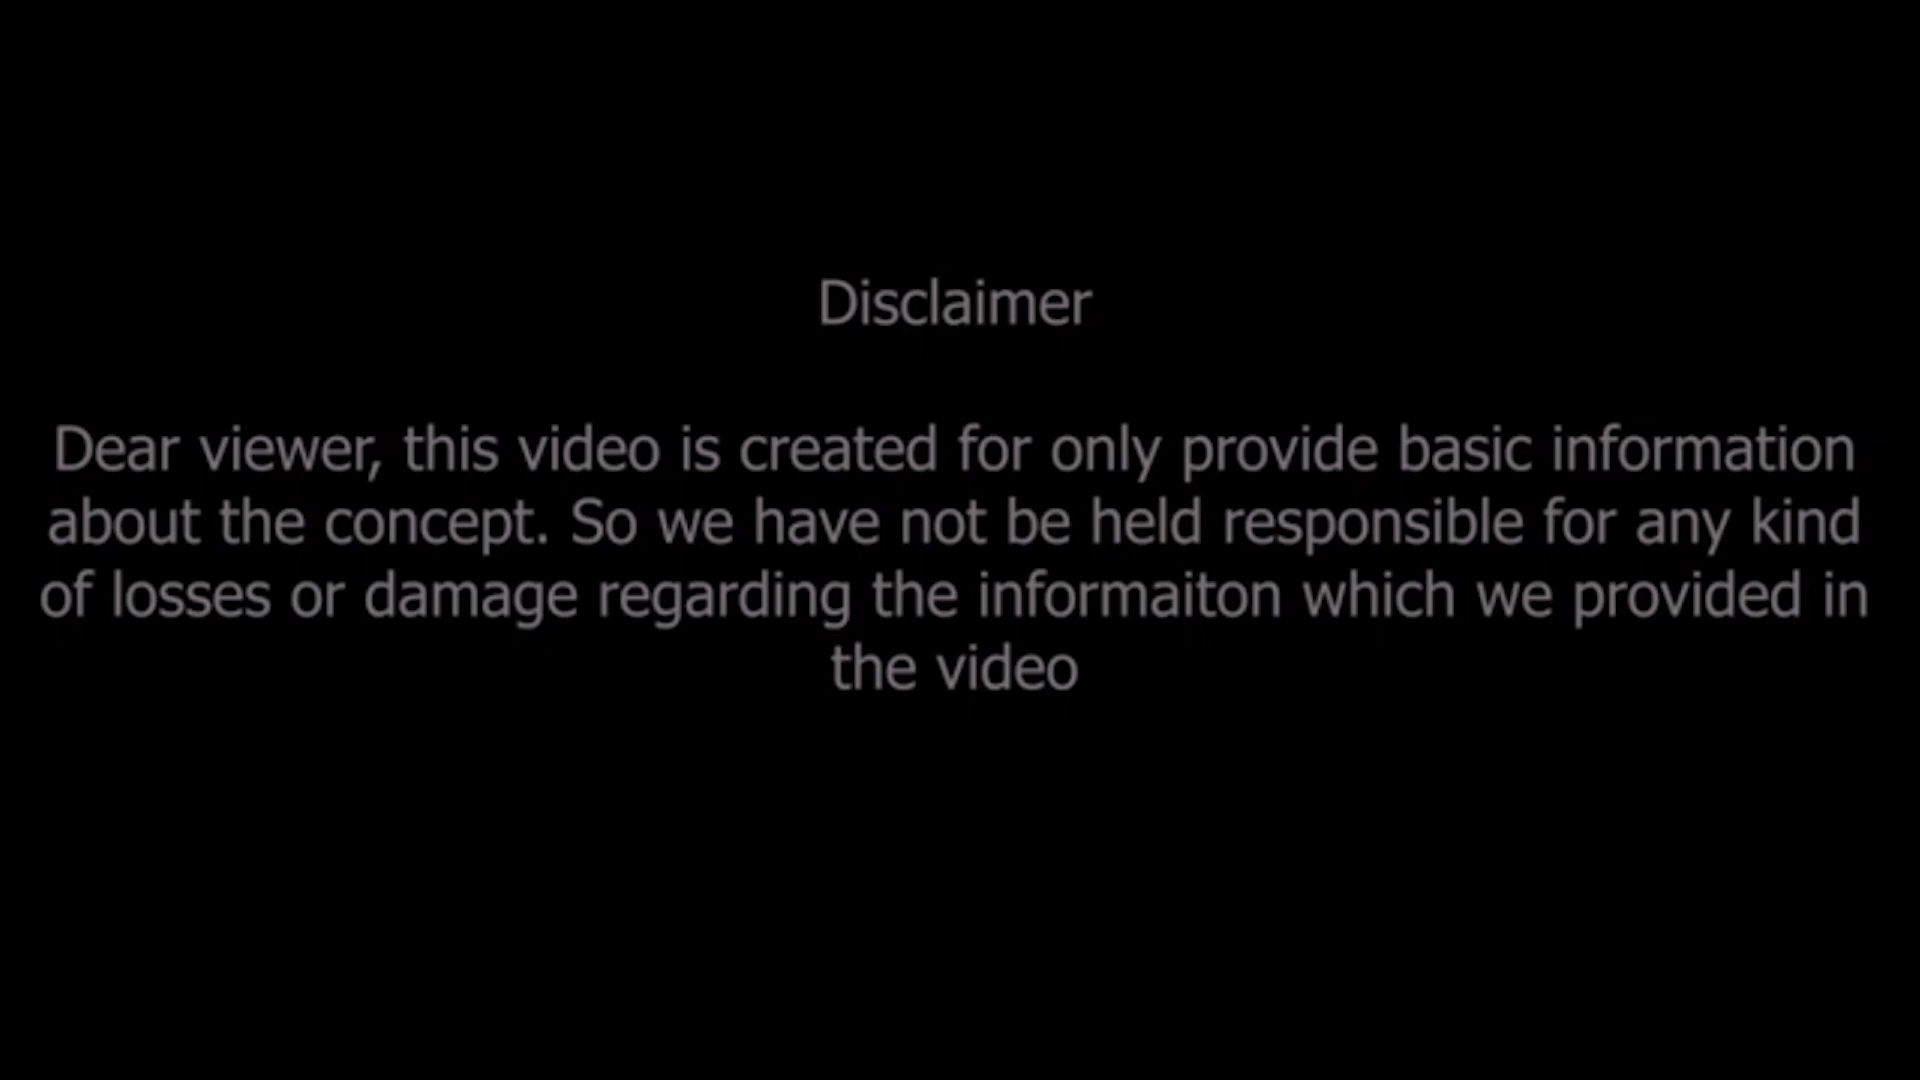 Disclaimer
Dear viewer, this video is created for only provide basic information
about the concept. So we have not be held responsible for any kind
of losses or damage regarding the informaiton which we provided in
the video